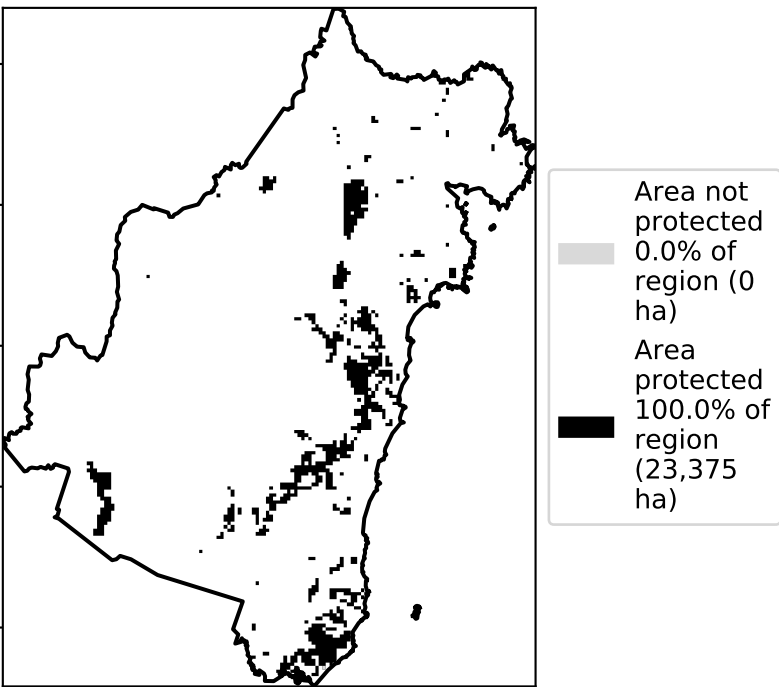 Area not
protected
0.0% of
region (0
ha)
Area
protected
100.0% of
region
(23,375
ha)